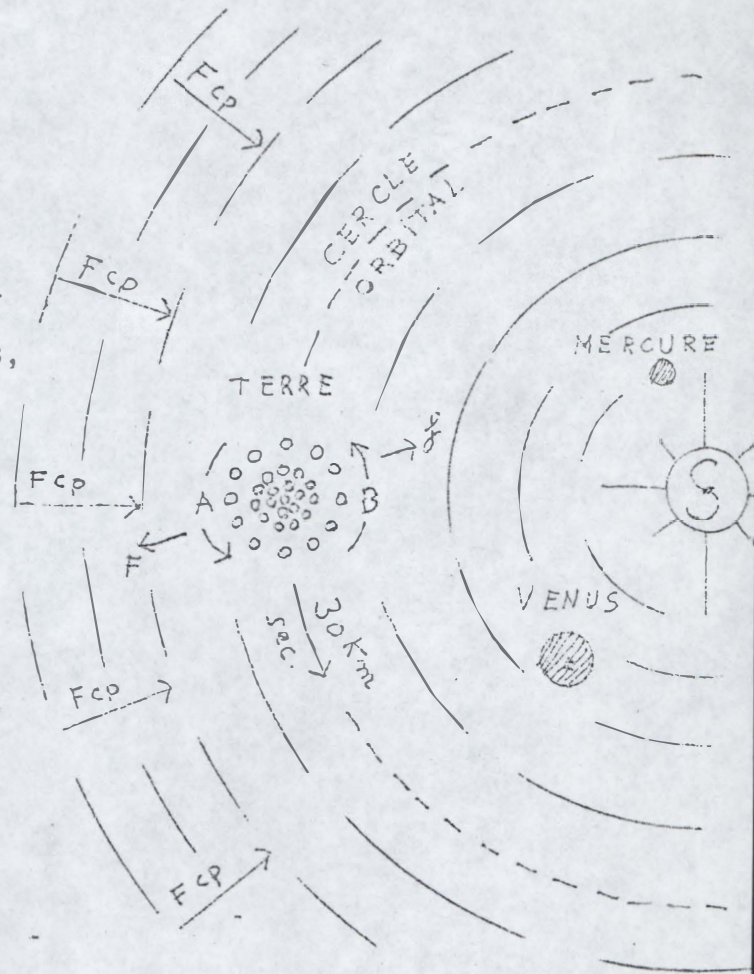 Fcp
CERCLE
ORBITAL
Fcp
MERCURE
TERRE
Fcp
A
B
F
S
VENUS
30 Km
sec.
Fcp
Fcp